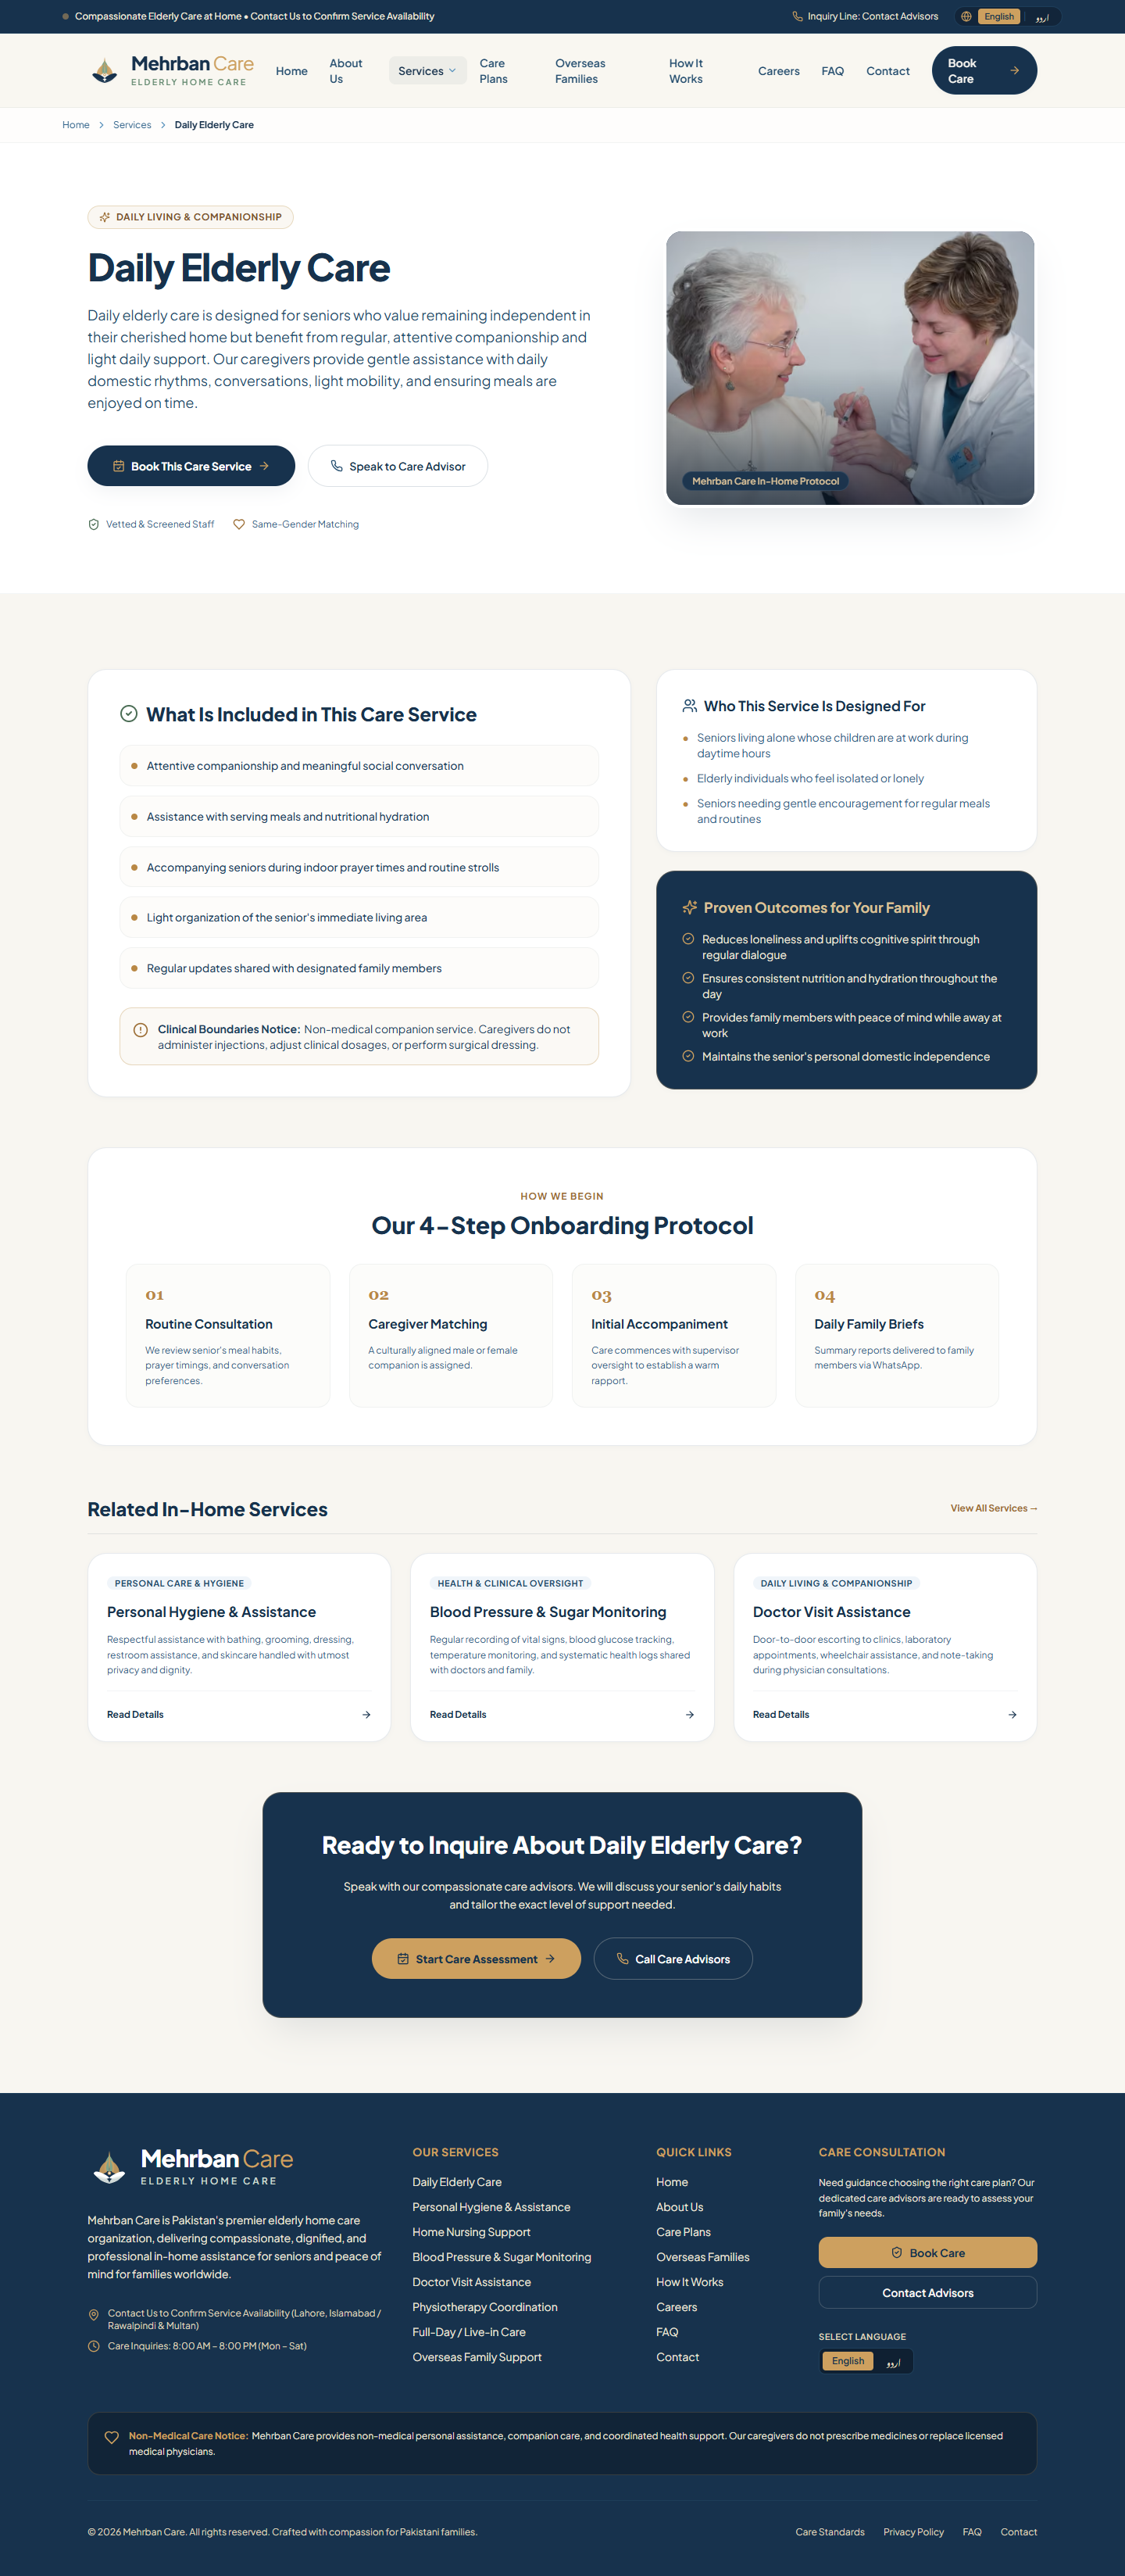 Compassionate Elderly Care at Home • Contact Us to Confirm Service Availability
Inquiry Line: Contact Advisors
English
اردو
Mehrban Care
ELDERLY HOME CARE
Home
About Us
Services
Care Plans
Overseas Families
How It Works
Careers
FAQ
Contact
Book Care
Home
Services
Daily Elderly Care
DAILY LIVING & COMPANIONSHIP
Daily Elderly Care
Daily elderly care is designed for seniors who value remaining independent in
their cherished home but benefit from regular, attentive companionship and
light daily support. Our caregivers provide gentle assistance with daily
domestic rhythms, conversations, light mobility, and ensuring meals are
enjoyed on time.
Book This Care Service →
Speak to Care Advisor
Vetted & Screened Staff
Same-Gender Matching
Mehrban Care In-Home Protocol
What Is Included in This Care Service
Attentive companionship and meaningful social conversation
Assistance with serving meals and nutritional hydration
Accompanying seniors during indoor prayer times and routine strolls
Light organization of the senior's immediate living area
Regular updates shared with designated family members
Clinical Boundaries Notice: Non-medical companion service. Caregivers do not
administer injections, adjust clinical dosages, or perform surgical dressing.
Who This Service Is Designed For
Seniors living alone whose children are at work during
daytime hours
Elderly individuals who feel isolated or lonely
Seniors needing gentle encouragement for regular meals
and routines
Proven Outcomes for Your Family
Reduces loneliness and uplifts cognitive spirit through
regular dialogue
Ensures consistent nutrition and hydration throughout the
day
Provides family members with peace of mind while away at
work
Maintains the senior's personal domestic independence
HOW WE BEGIN
Our 4-Step Onboarding Protocol
01
Routine Consultation
We review senior's meal habits,
prayer timings, and conversation
preferences.
02
Caregiver Matching
A culturally aligned male or female
companion is assigned.
03
Initial Accompaniment
Care commences with supervisor
oversight to establish a warm
rapport.
04
Daily Family Briefs
Summary reports delivered to family
members via WhatsApp.
Related In-Home Services
View All Services →
PERSONAL CARE & HYGIENE
Personal Hygiene & Assistance
Respectful assistance with bathing, grooming, dressing,
restroom assistance, and skincare handled with utmost
privacy and dignity.
Read Details →
HEALTH & CLINICAL OVERSIGHT
Blood Pressure & Sugar Monitoring
Regular recording of vital signs, blood glucose tracking,
temperature monitoring, and systematic health logs shared
with doctors and family.
Read Details →
DAILY LIVING & COMPANIONSHIP
Doctor Visit Assistance
Door-to-door escorting to clinics, laboratory
appointments, wheelchair assistance, and note-taking
during physician consultations.
Read Details →
Ready to Inquire About Daily Elderly Care?
Speak with our compassionate care advisors. We will discuss your senior's daily habits
and tailor the exact level of support needed.
Start Care Assessment →
Call Care Advisors
Mehrban Care
ELDERLY HOME CARE
Mehrban Care is Pakistan's premier elderly home care
organization, delivering compassionate, dignified, and
professional in-home assistance for seniors and peace of
mind for families worldwide.
Contact Us to Confirm Service Availability (Lahore, Islamabad /
Rawalpindi & Multan)
Care Inquiries: 8:00 AM – 8:00 PM (Mon – Sat)
OUR SERVICES
Daily Elderly Care
Personal Hygiene & Assistance
Home Nursing Support
Blood Pressure & Sugar Monitoring
Doctor Visit Assistance
Physiotherapy Coordination
Full-Day / Live-in Care
Overseas Family Support
QUICK LINKS
Home
About Us
Care Plans
Overseas Families
How It Works
Careers
FAQ
Contact
CARE CONSULTATION
Need guidance choosing the right care plan? Our
dedicated care advisors are ready to assess your
family's needs.
Book Care
Contact Advisors
SELECT LANGUAGE
English
اردو
Non-Medical Care Notice: Mehrban Care provides non-medical personal assistance, companion care, and coordinated health support. Our caregivers do not prescribe medicines or replace licensed
medical physicians.
© 2026 Mehrban Care. All rights reserved. Crafted with compassion for Pakistani families.
Care Standards
Privacy Policy
FAQ
Contact